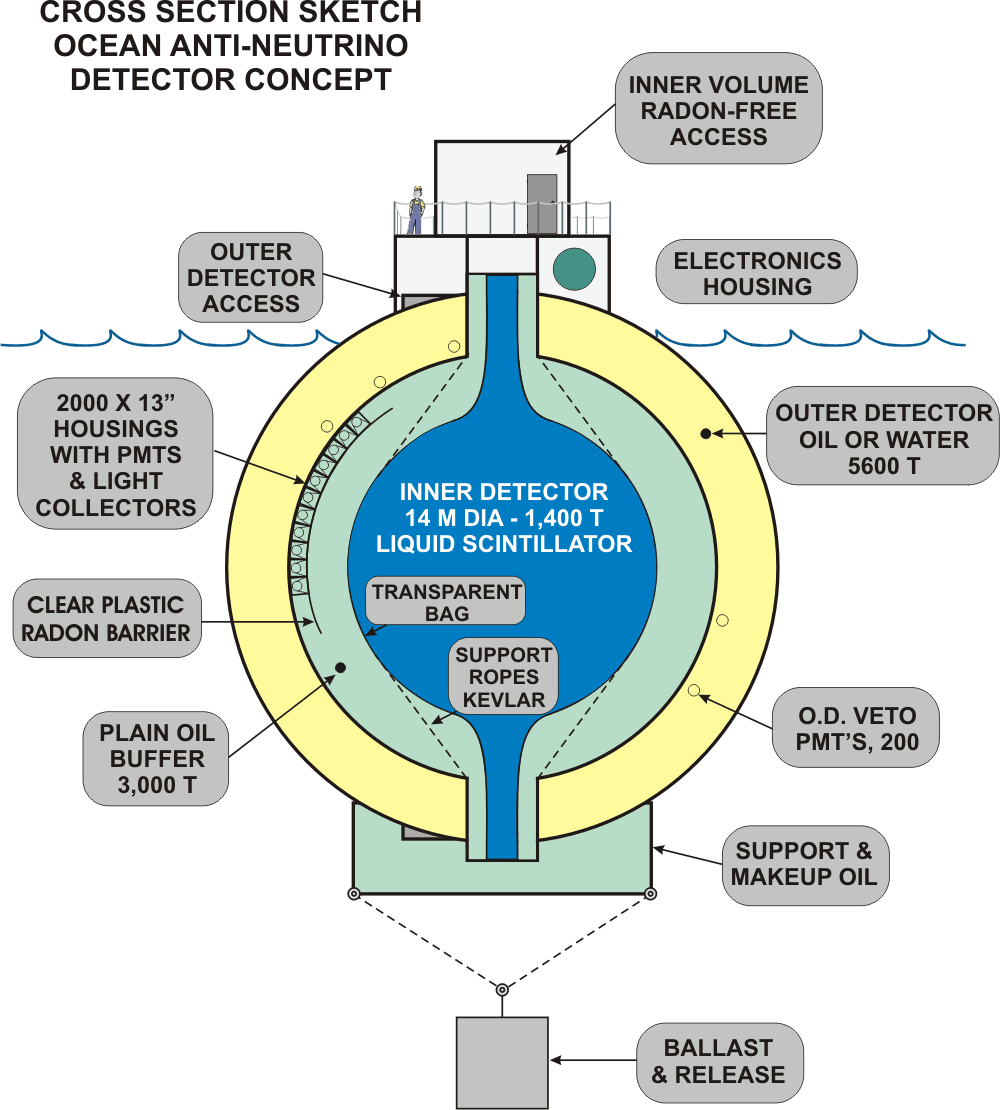 CROSS SECTION SKETCH
OCEAN ANTI-NEUTRINO
DETECTOR CONCEPT
INNER VOLUME
RADON-FREE
ACCESS
OUTER
DETECTOR
ACCESS
ELECTRONICS
HOUSING
2000 X 13”
HOUSINGS
WITH PMTS
& LIGHT
COLLECTORS
OUTER DETECTOR
OIL OR WATER
5600 T
INNER DETECTOR
14 M DIA - 1,400 T
LIQUID SCINTILLATOR
TRANSPARENT
BAG
CLEAR PLASTIC
RADON BARRIER
SUPPORT
ROPES
KEVLAR
PLAIN OIL
BUFFER
3,000 T
O.D. VETO
PMT’S, 200
SUPPORT &
MAKEUP OIL
BALLAST
& RELEASE